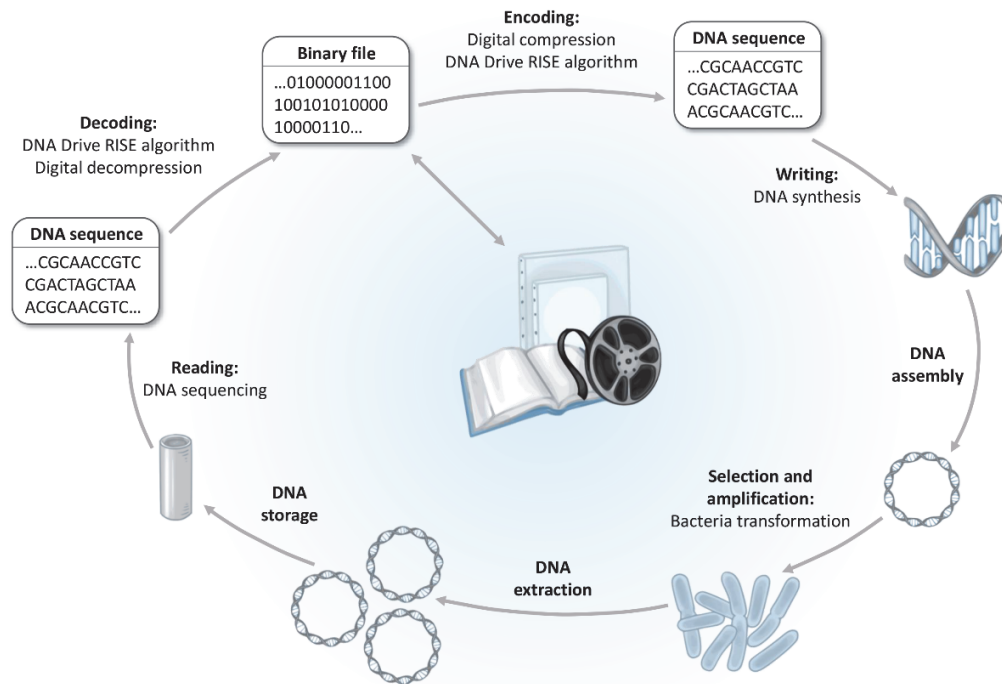 Encoding:
Digital compression
DNA Drive RISE algorithm
Binary file
...01000001100
100101010000
10000110...
DNA sequence
...CGCAACCGTC
CGACTAGCTAA
ACGCAACGTC...
Decoding:
DNA Drive RISE algorithm
Digital decompression
Writing:
DNA synthesis
DNA sequence
...CGCAACCGTC
CGACTAGCTAA
ACGCAACGTC...
DNA
assembly
Reading:
DNA sequencing
Selection and
amplification:
Bacteria transformation
DNA
storage
DNA
extraction